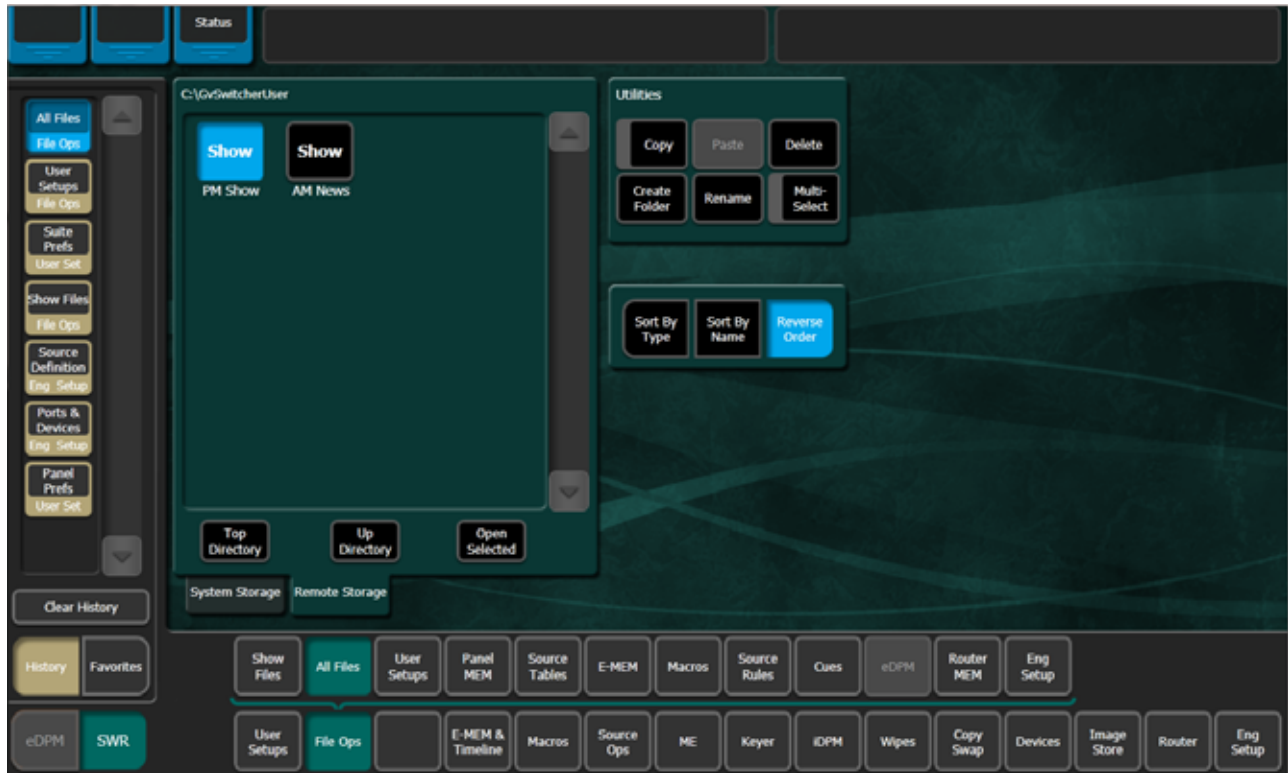 Status
All Files
File Ops
User
Setups
File Ops
Suite
Prefs
User Set
Show Files
File Ops
Source
Definition
Eng Setup
Ports &
Devices
Eng Setup
Panel
Prefs
User Set
Clear History
History
Favorites
eDPM
SWR
C:\GvSwitcherUser
Show
PM Show
Show
AM News
Top
Directory
Up
Directory
Open
Selected
System Storage
Remote Storage
Utilities
Copy
Paste
Delete
Create
Folder
Rename
Multi-
Select
Sort By
Type
Sort By
Name
Reverse
Order
Show
Files
All Files
User
Setups
Panel
MEM
Source
Tables
E-MEM
Macros
Source
Rules
Cues
eDPM
Router
MEM
Eng
Setup
User
Setups
File Ops
E-MEM &
Timeline
Macros
Source
Ops
ME
Keyer
iDPM
Wipes
Copy
Swap
Devices
Image
Store
Router
Eng
Setup